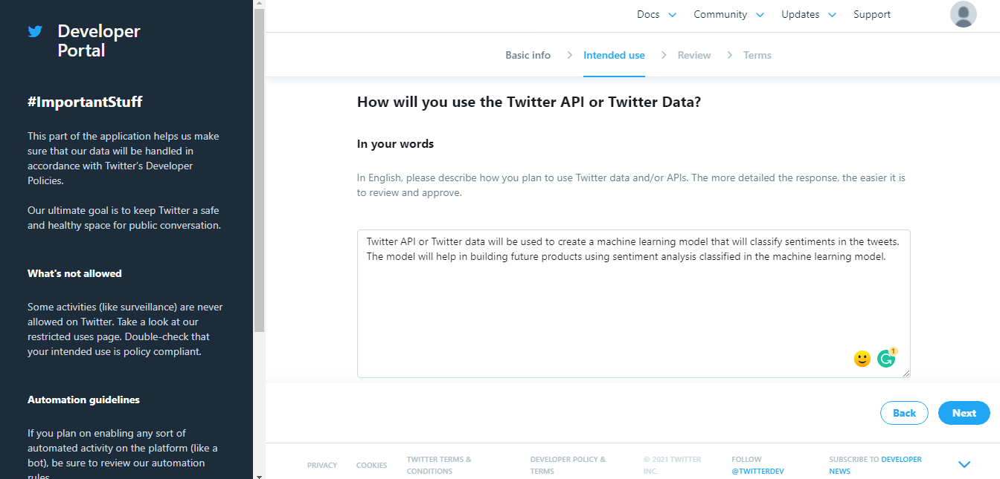 Developer
Portal
#ImportantStuff
This part of the application helps us make
sure that our data will be handled in
accordance with Twitter’s Developer
Policies.
Our ultimate goal is to keep Twitter a safe
and healthy space for public conversation.
What's not allowed
Some activities (like surveillance) are never
allowed on Twitter. Take a look at our
restricted uses page. Double-check that
your intended use is policy compliant.
Automation guidelines
If you plan on enabling any sort of
automated activity on the platform (like a
bot), be sure to review our automation
rules
Docs Community Updates Support
Basic info Intended use Review Terms
How will you use the Twitter API or Twitter Data?
In your words
In English, please describe how you plan to use Twitter data and/or APIs. The more detailed the response, the easier it is
to review and approve.
Twitter API or Twitter data will be used to create a machine learning model that will classify sentiments in the tweets.
The model will help in building future products using sentiment analysis classified in the machine learning model.
1
Back Next
PRIVACY
COOKIES
TWITTER TERMS &
CONDITIONS
DEVELOPER POLICY &
TERMS
© 2021 TWITTER
INC.
FOLLOW
@TWITTERDEV
SUBSCRIBE TO DEVELOPER
NEWS